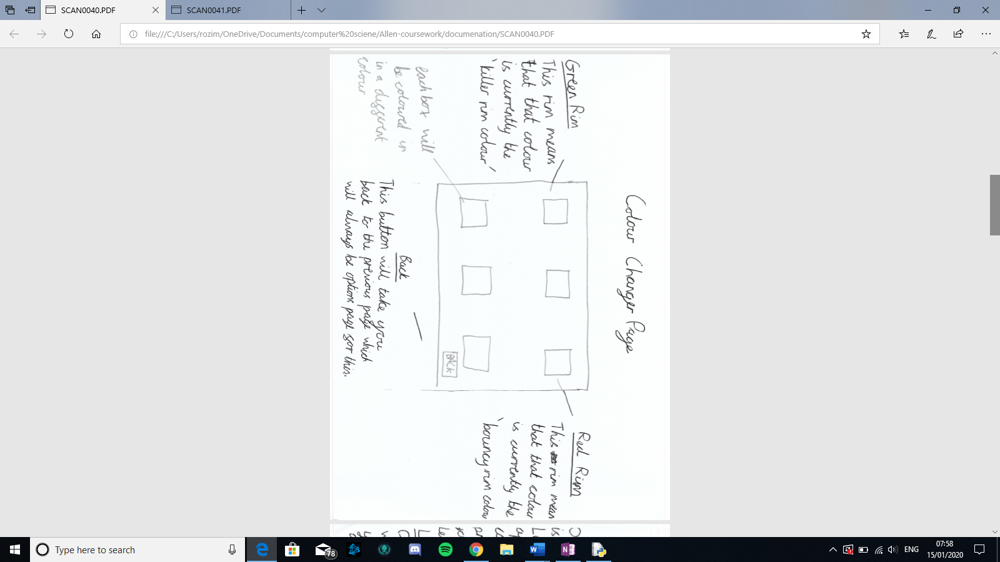 SCAN0040.PDF
SCAN0041.PDF
file:///C:/Users/rozim/OneDrive/Documents/computer%20sciene/Allen-coursework/documenation/SCAN0040.PDF
Colour Changer Page
Green Rim
This rim means
that that colour
is currently the
'killer rim colour'
each box will
be coloured in
in a different
colour
BACK
Back
This button will take you
back to the previous page which
will always be options page for this.
Red Rim
This rim mean
that that colour
is currently the
'bouncy rim colour
Type here to search
78
ENG
07:58
15/01/2020